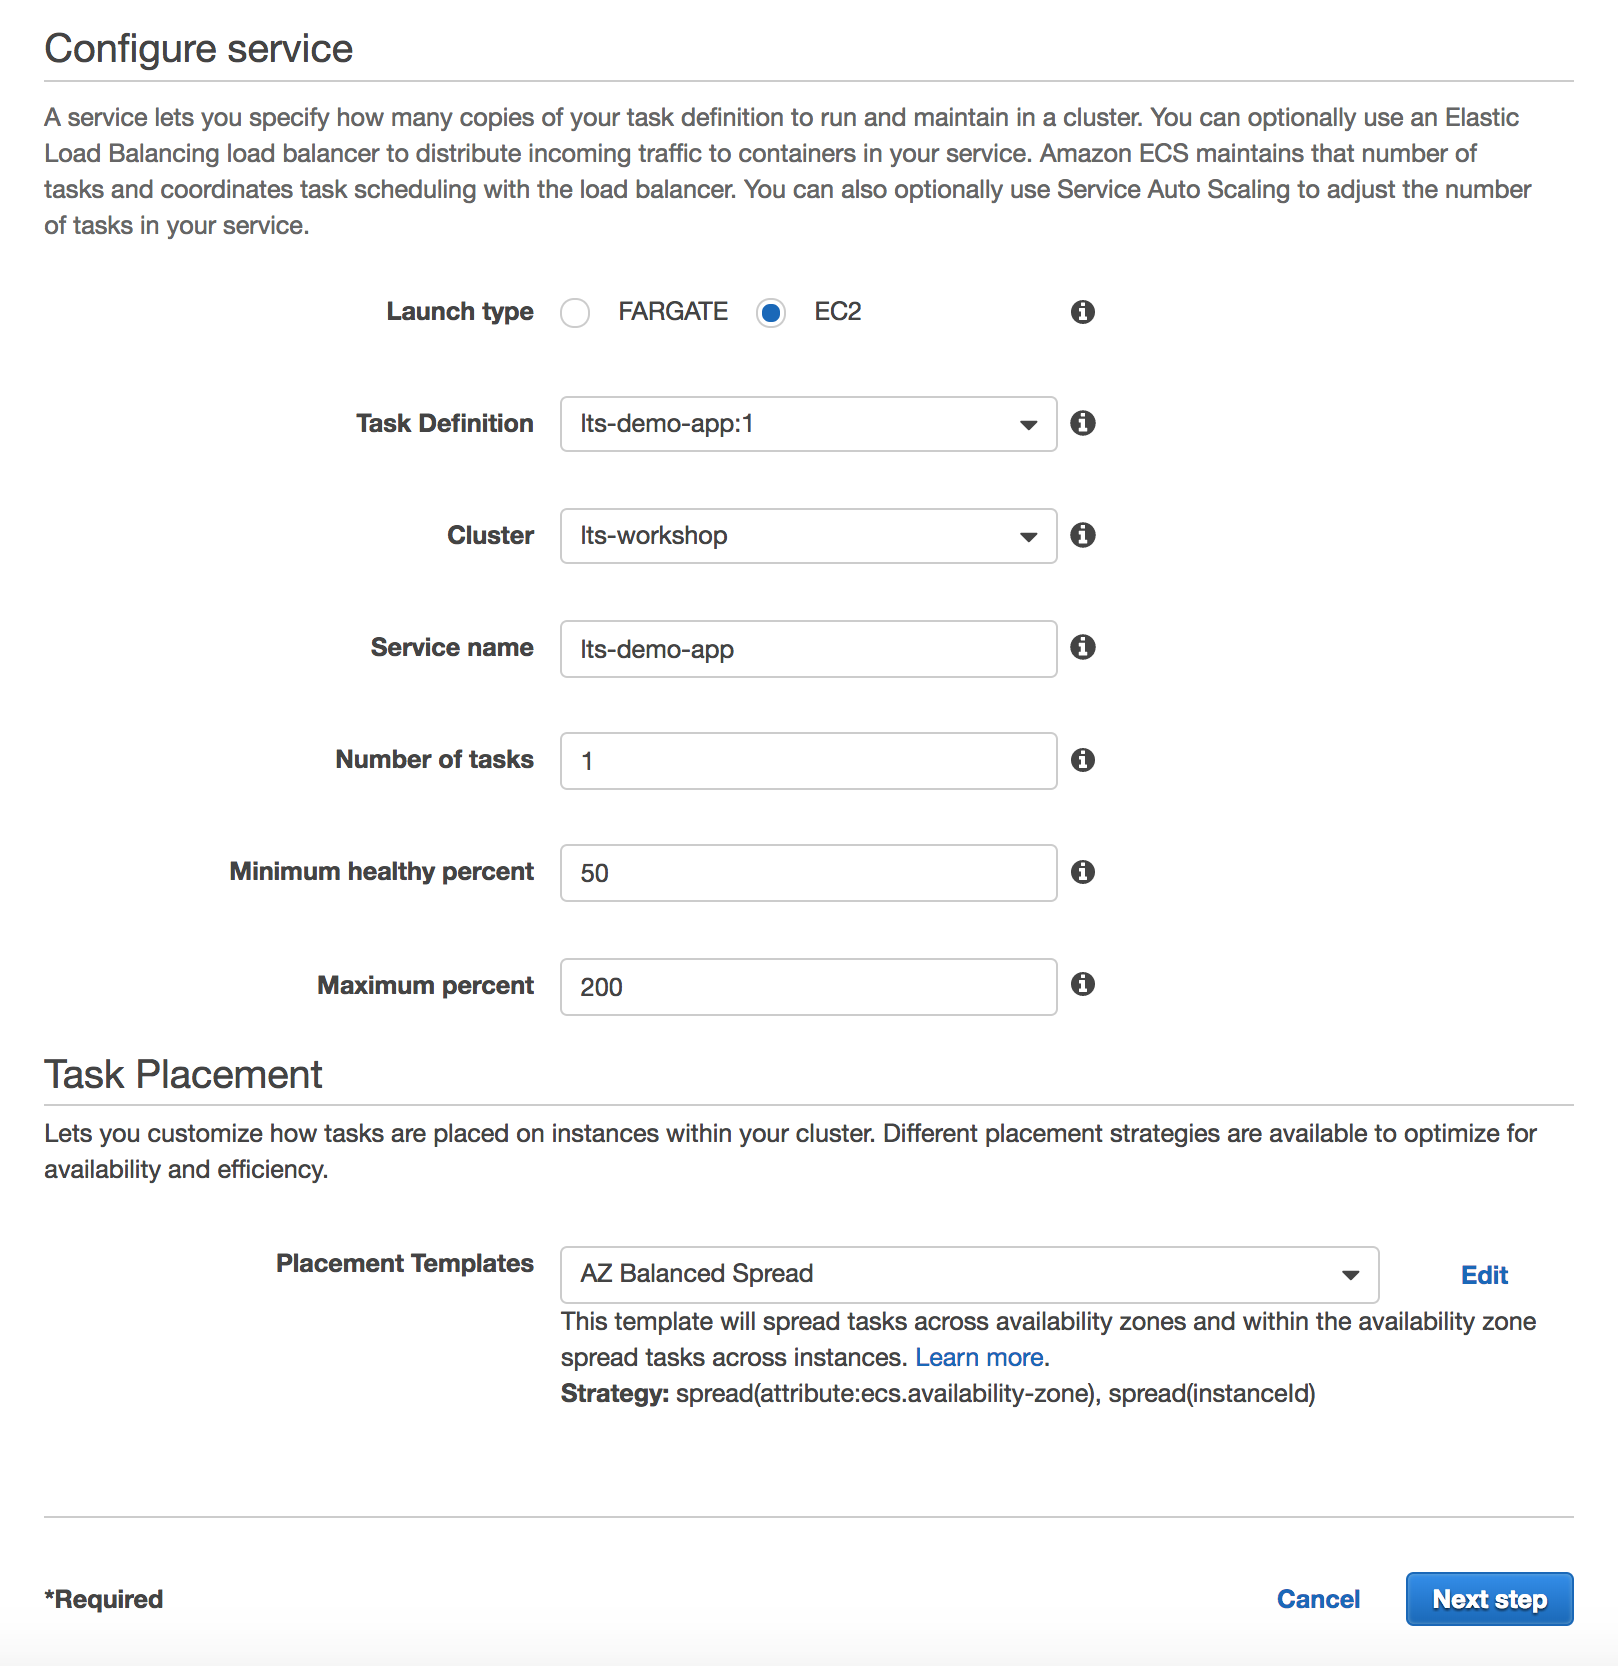 Configure service
A service lets you specify how many copies of your task definition to run and maintain in a cluster. You can optionally use an Elastic
Load Balancing load balancer to distribute incoming traffic to containers in your service. Amazon ECS maintains that number of
tasks and coordinates task scheduling with the load balancer. You can also optionally use Service Auto Scaling to adjust the number
of tasks in your service.
Launch type FARGATE EC2
Task Definition lts-demo-app:1
Cluster lts-workshop
Service name lts-demo-app
Number of tasks 1
Minimum healthy percent 50
Maximum percent 200
Task Placement
Lets you customize how tasks are placed on instances within your cluster. Different placement strategies are available to optimize for
availability and efficiency.
Placement Templates AZ Balanced Spread Edit
This template will spread tasks across availability zones and within the availability zone
spread tasks across instances. Learn more.
Strategy: spread(attribute:ecs.availability-zone), spread(instanceId)
*Required Cancel Next step